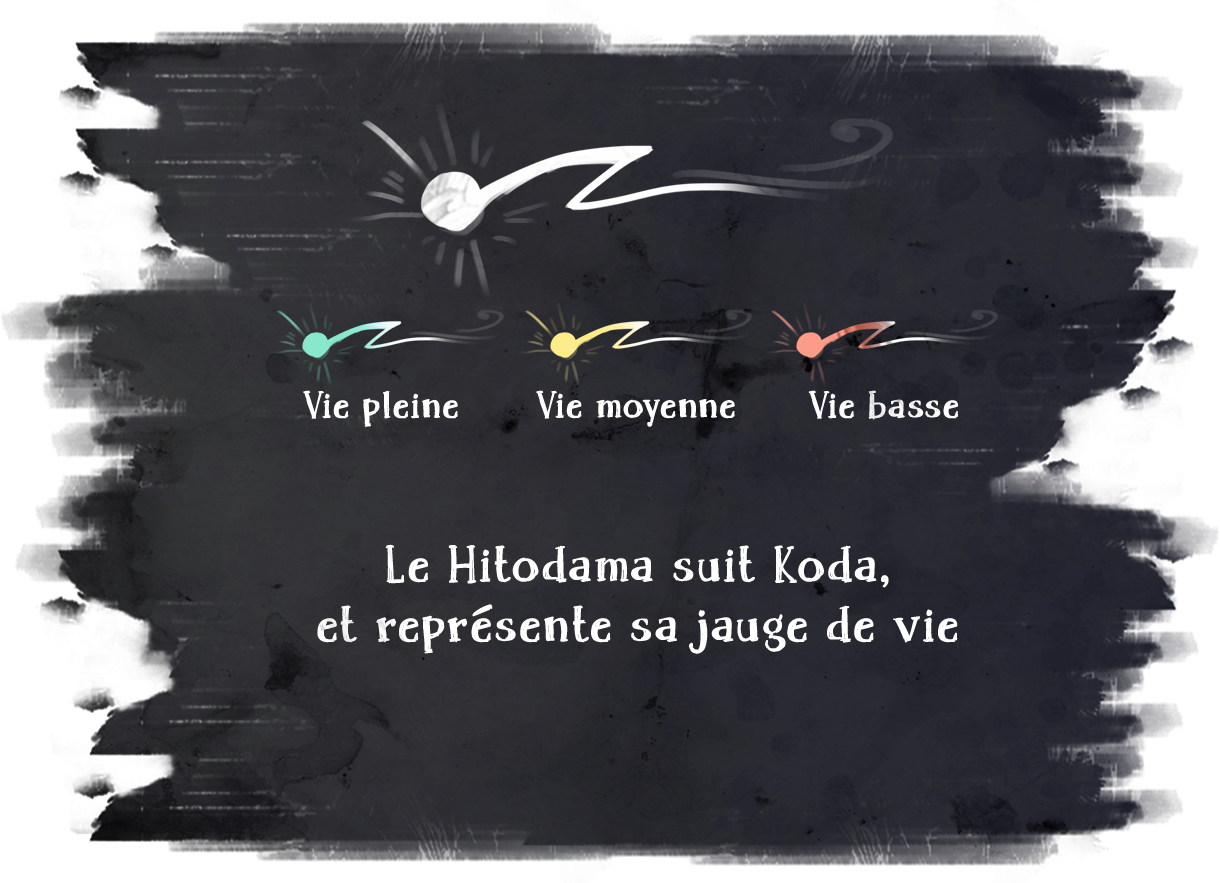 Vie pleine
Vie moyenne
Vie basse
Le Hitodama suit Koda,
et représente sa jauge de vie